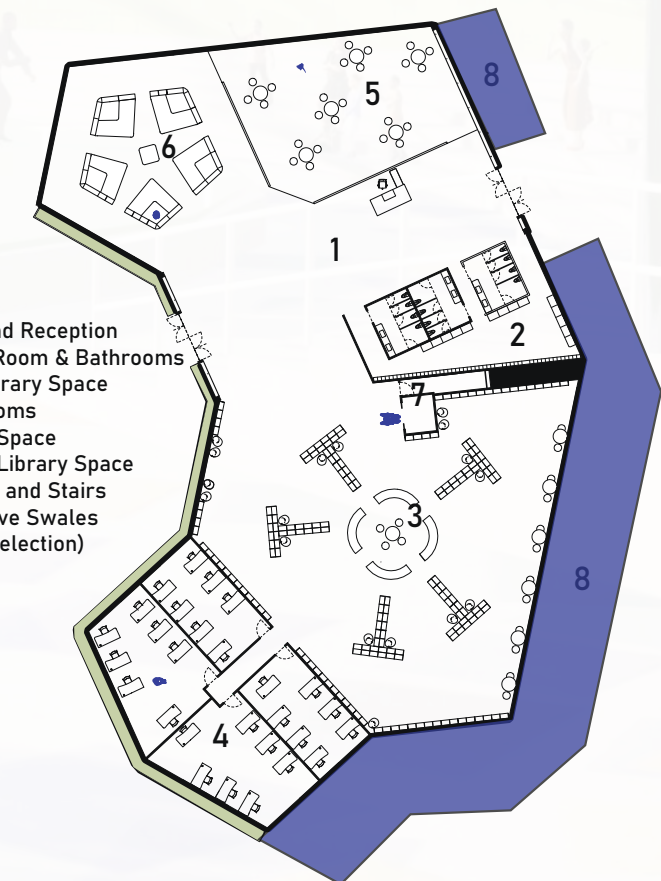 8
5
6
1
nd Reception
Room & Bathrooms
2
brary Space
7
oms
Space
Library Space
and Stairs
3
ve Swales
election)
8
4